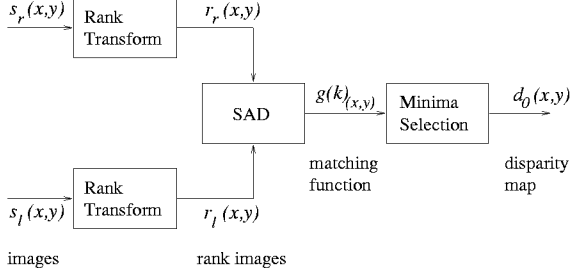 s_r(x,y)
Rank
Transform
r_r(x,y)
SAD
g(k)_(x,y)
Minima
Selection
d_0(x,y)
matching
function
disparity
map
s_l(x,y)
Rank
Transform
r_l(x,y)
images
rank images